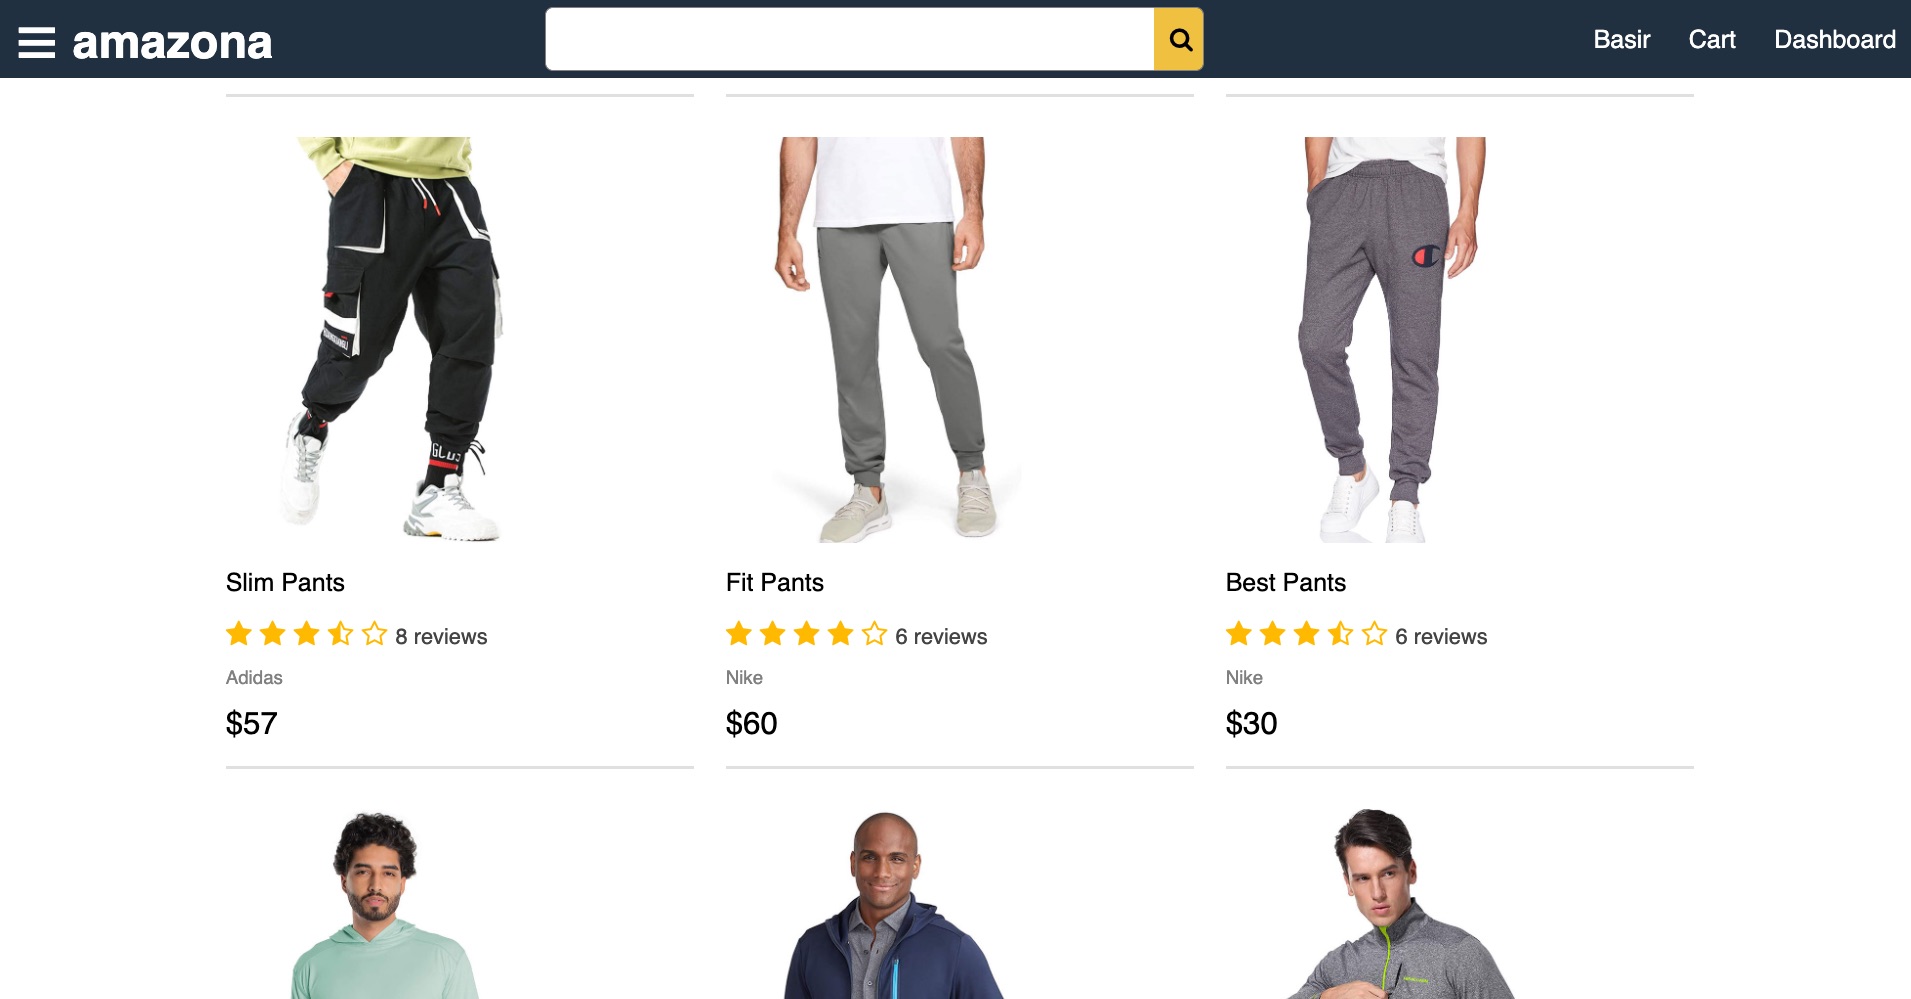 amazona
Basir Cart Dashboard
GLDS
Slim Pants Fit Pants Best Pants
8 reviews 6 reviews 6 reviews
Adidas Nike Nike
$57 $60 $30